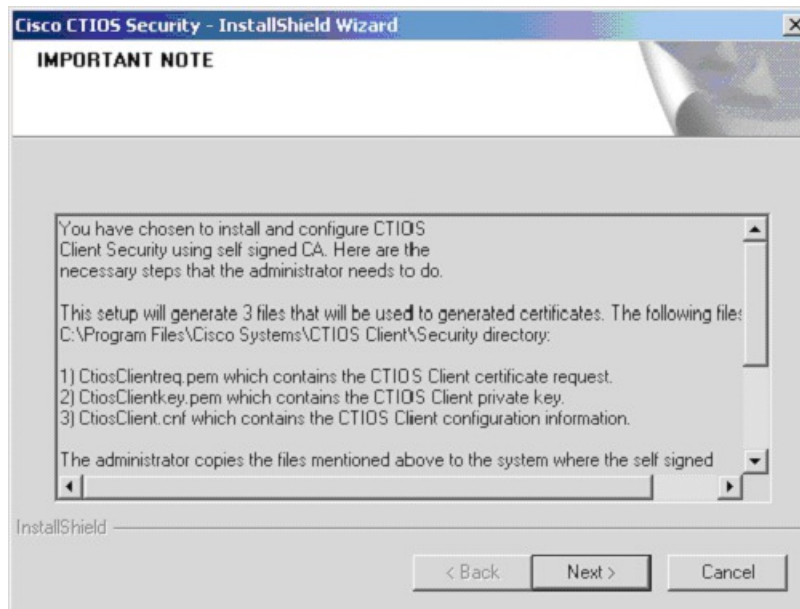 Cisco CTIOS Security - InstallShield Wizard
IMPORTANT NOTE
You have chosen to install and configure CTIOS
Client Security using self signed CA. Here are the
necessary steps that the administrator needs to do.
This setup will generate 3 files that will be used to generated certificates. The following files
C:\Program Files\Cisco Systems\CTIOS Client\Security directory:
1) CtiosClientreq.pem which contains the CTIOS Client certificate request.
2) CtiosClientkey.pem which contains the CTIOS Client private key.
3) CtiosClient.cnf which contains the CTIOS Client configuration information.
The administrator copies the files mentioned above to the system where the self signed
InstallShield
< Back
Next >
Cancel